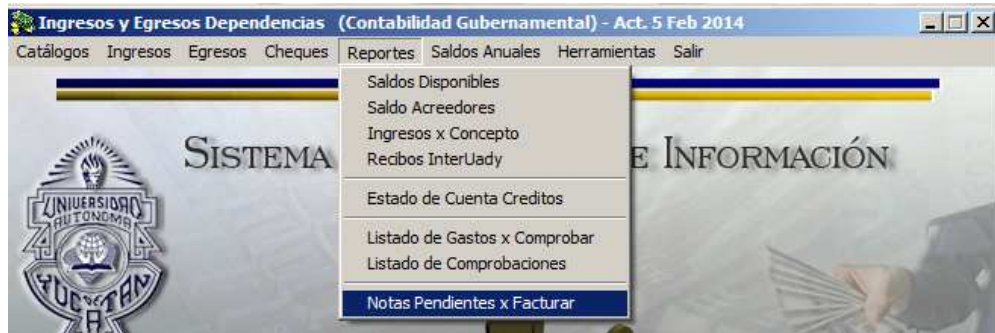 Ingresos y Egresos Dependencias (Contabilidad Gubernamental) - Act. 5 Feb 2014
Catálogos Ingresos Egresos Cheques Reportes Saldos Anuales Herramientas Salir
Saldos Disponibles
Saldo Acreedores
Ingresos x Concepto
Recibos InterUady
Estado de Cuenta Creditos
Listado de Gastos x Comprobar
Listado de Comprobaciones
Notas Pendientes x Facturar
SISTEMA E INFORMACIÓN
UNIVERSIDAD
AUTONOMA
YUCATAN